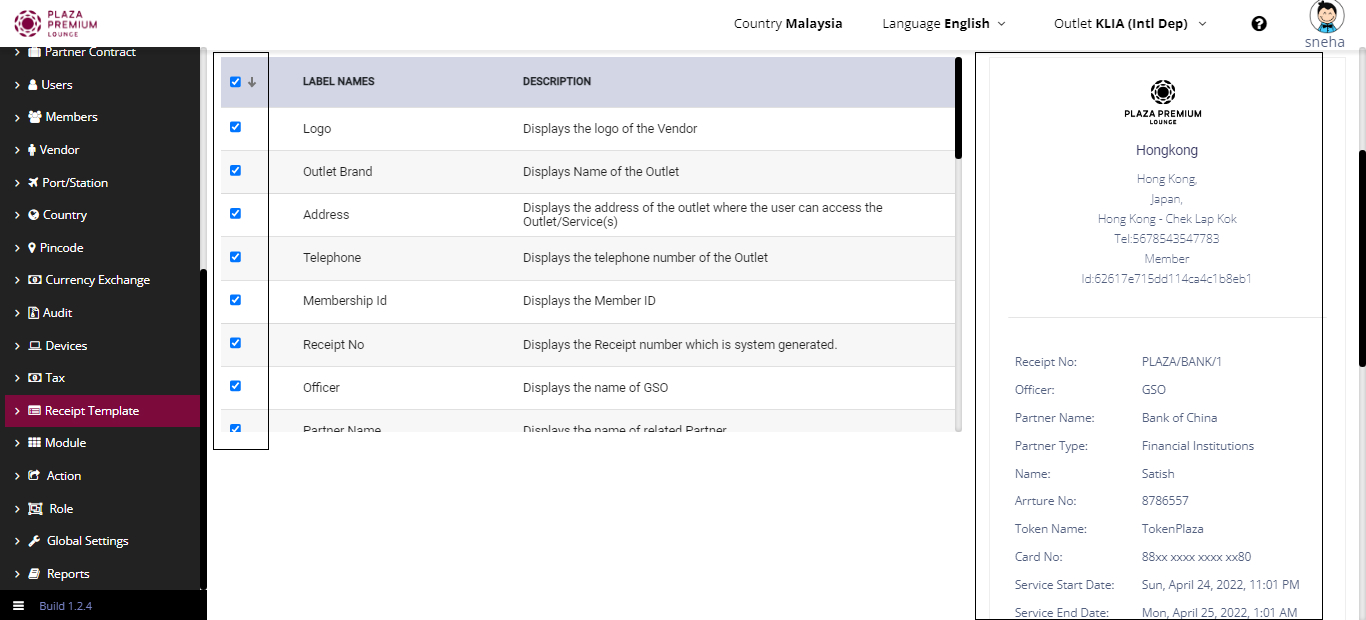 PLAZA
PREMIUM
LOUNGE
Country Malaysia
Language English
Outlet KLIA (Intl Dep)
sneha
Partner Contract
Users
Members
Vendor
Port/Station
Country
Pincode
Currency Exchange
Audit
Devices
Tax
Receipt Template
Module
Action
Role
Global Settings
Reports
Build 1.2.4
LABEL NAMES DESCRIPTION
Logo Displays the logo of the Vendor
Outlet Brand Displays Name of the Outlet
Address Displays the address of the outlet where the user can access the
Outlet/Service(s)
Telephone Displays the telephone number of the Outlet
Membership Id Displays the Member ID
Receipt No Displays the Receipt number which is system generated.
Officer Displays the name of GSO
Partner Name Displays the name of related Partner
PLAZA PREMIUM
LOUNGE
Hongkong
Hong Kong,
Japan,
Hong Kong - Chek Lap Kok
Tel:5678543547783
Member
Id:62617e715dd114ca4c1b8eb1
Receipt No: PLAZA/BANK/1
Officer: GSO
Partner Name: Bank of China
Partner Type: Financial Institutions
Name: Satish
Arrture No: 8786557
Token Name: TokenPlaza
Card No: 88xx xxxx xxxx xx80
Service Start Date: Sun, April 24, 2022, 11:01 PM
Service End Date: Mon, April 25, 2022, 1:01 AM